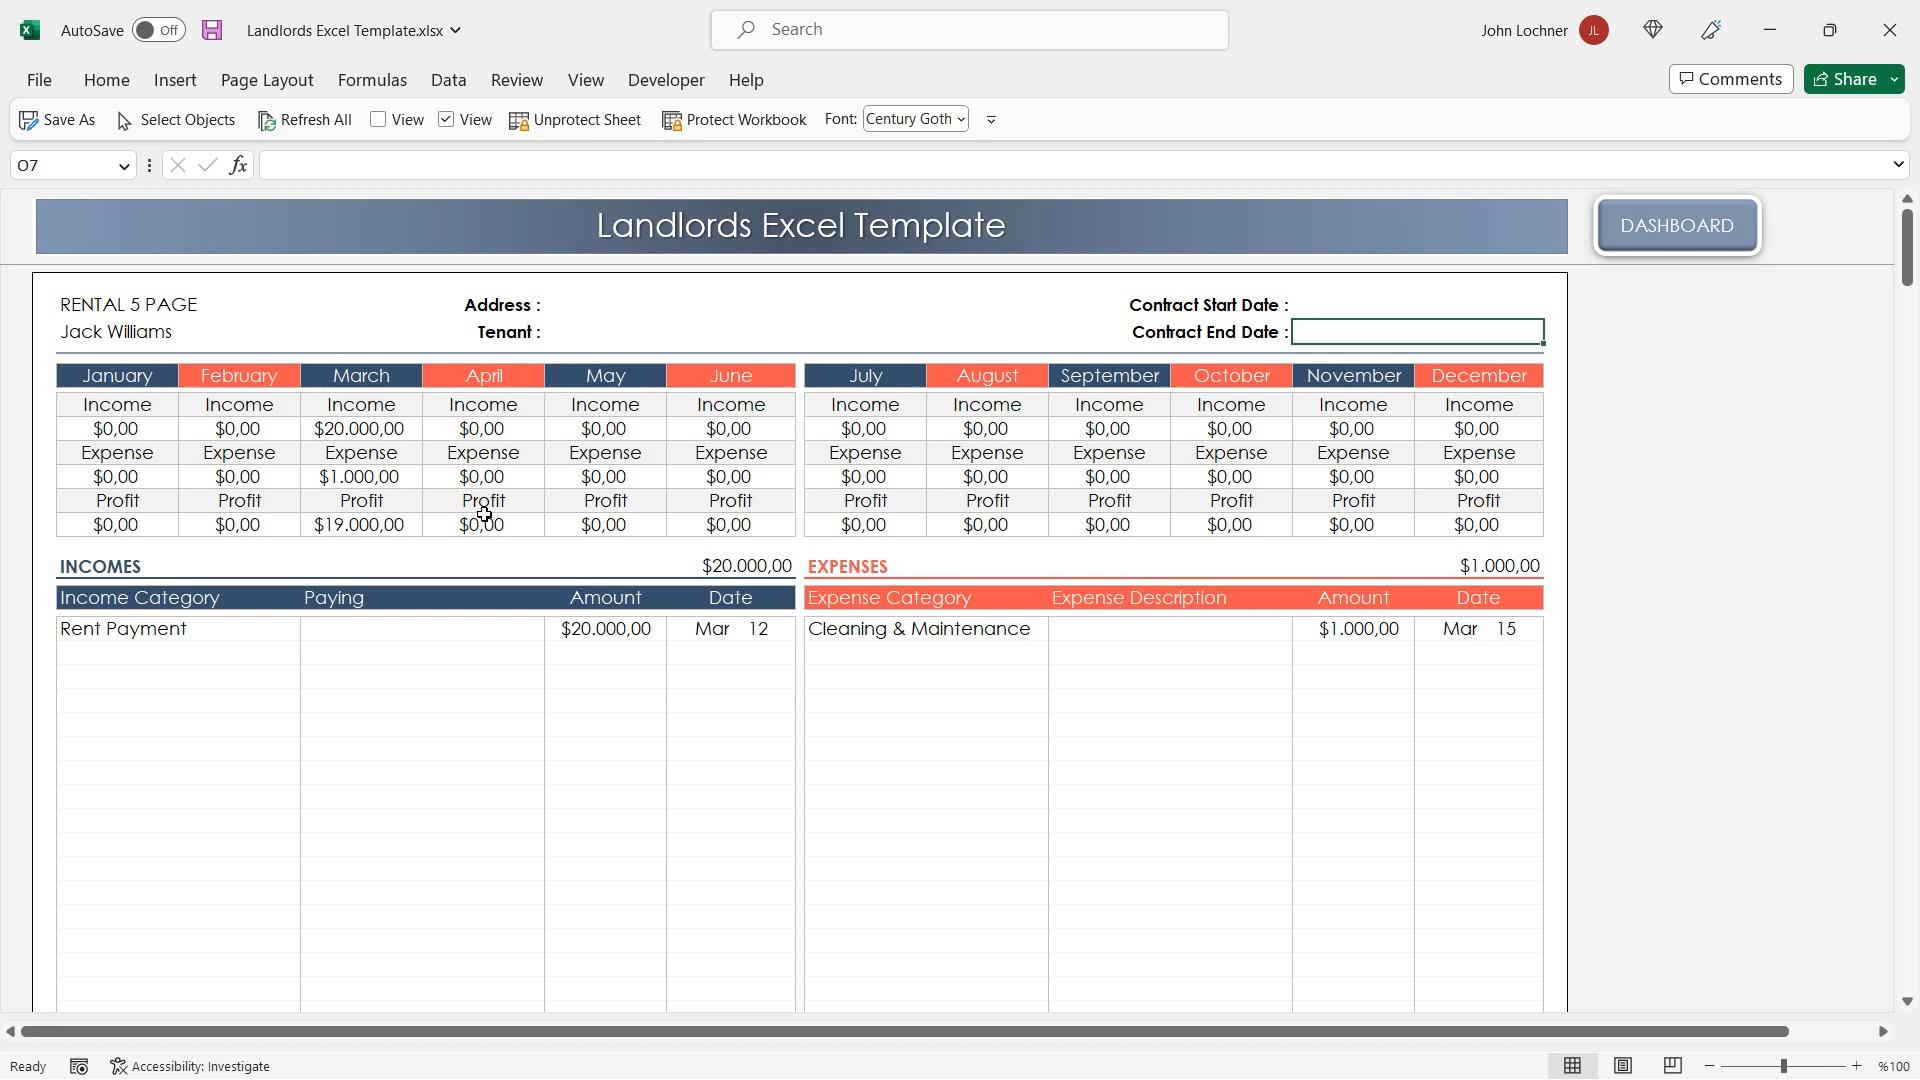 AutoSave Off Landlords Excel Template.xlsx Search John Lochner JL
File Home Insert Page Layout Formulas Data Review View Developer Help Comments Share
Save As Select Objects Refresh All View View Unprotect Sheet Protect Workbook Font: Century Goth
O7 fx
Landlords Excel Template DASHBOARD
RENTAL 5 PAGE Address : Contract Start Date :
Jack Williams Tenant : Contract End Date :
January February March April May June July August September October November December
Income Income Income Income Income Income Income Income Income Income Income Income
$0,00 $0,00 $20.000,00 $0,00 $0,00 $0,00 $0,00 $0,00 $0,00 $0,00 $0,00 $0,00
Expense Expense Expense Expense Expense Expense Expense Expense Expense Expense Expense Expense
$0,00 $0,00 $1.000,00 $0,00 $0,00 $0,00 $0,00 $0,00 $0,00 $0,00 $0,00 $0,00
Profit Profit Profit Profit Profit Profit Profit Profit Profit Profit Profit Profit
$0,00 $0,00 $19.000,00 $0,00 $0,00 $0,00 $0,00 $0,00 $0,00 $0,00 $0,00 $0,00
INCOMES $20.000,00 EXPENSES $1.000,00
Income Category Paying Amount Date Expense Category Expense Description Amount Date
Rent Payment $20.000,00 Mar 12 Cleaning & Maintenance $1.000,00 Mar 15
Ready Accessibility: Investigate %100